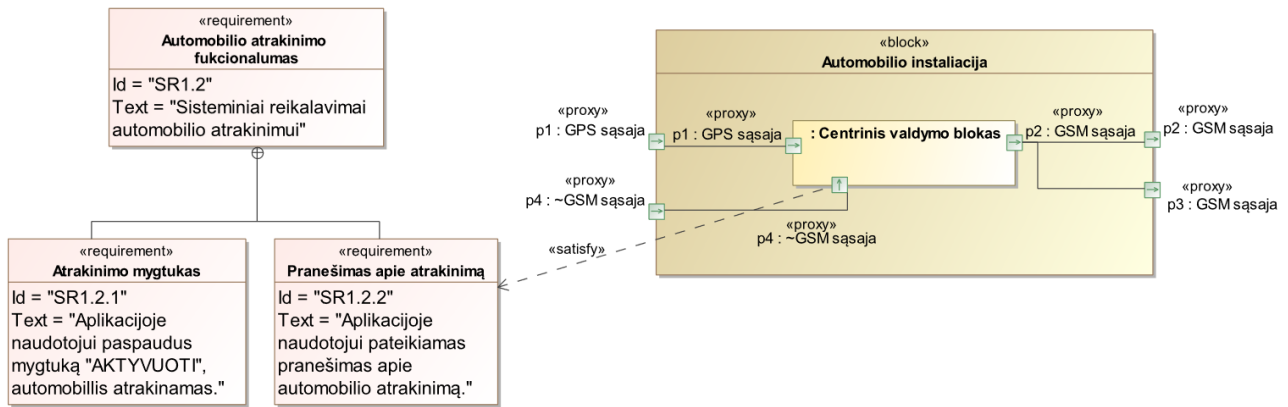 «requirement»
Automobilio atrakinimo
fukcionalumas
Id = "SR1.2"
Text = "Sisteminiai reikalavimai
automobilio atrakinimui"
«requirement»
Atrakinimo mygtukas
Id = "SR1.2.1"
Text = "Aplikacijoje
naudotojui paspaudus
mygtuką "AKTYVUOTI",
automobillis atrakinamas."
«requirement»
Pranešimas apie atrakinimą
Id = "SR1.2.2"
Text = "Aplikacijoje
naudotojui pateikiamas
pranešimas apie
automobilio atrakinimą."
«satisfy»
«block»
Automobilio instaliacija
«proxy»
p1 : GPS sąsaja
«proxy»
p1 : GPS sąsaja
: Centrinis valdymo blokas
«proxy»
p2 : GSM sąsaja
«proxy»
p2 : GSM sąsaja
«proxy»
p4 : ~GSM sąsaja
«proxy»
p4 : ~GSM sąsaja
«proxy»
p3 : GSM sąsaja